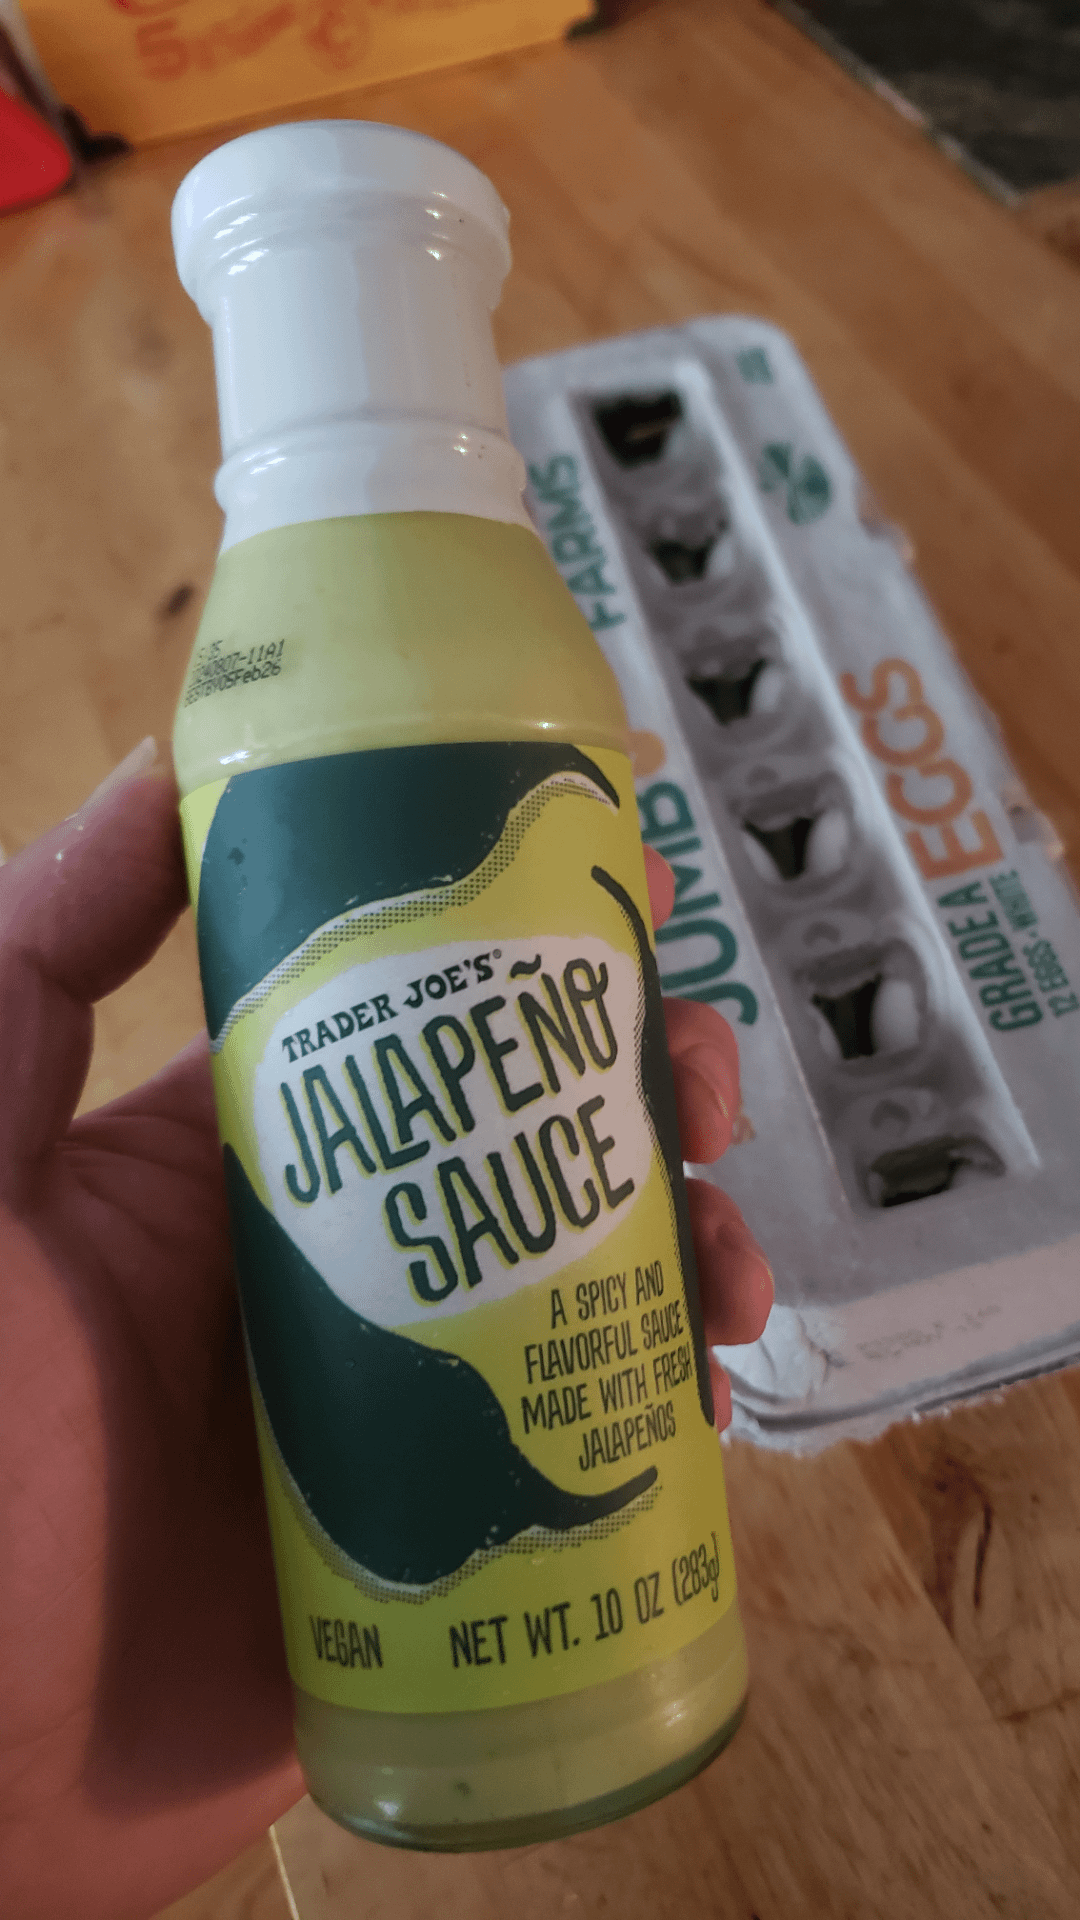 BESTBY05Feb26
TRADER JOE'S®
JALAPEÑO
SAUCE
A SPICY AND
FLAVORFUL SAUCE
MADE WITH FRESH
JALAPEÑOS
VEGAN
NET WT. 10 OZ (283g)
FARMS
JUMBO
EGGS
GRADE A
12 EGGS · WHITE